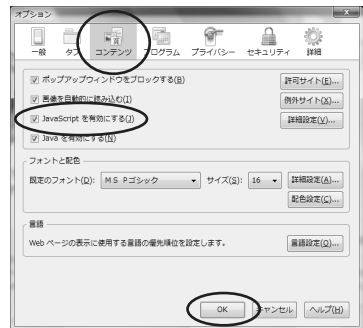 オプション
一般 タブ コンテンツ プログラム プライバシー セキュリティ 詳細
ポップアップウィンドウをブロックする(B) 許可サイト(E)...
画像を自動的に読み込む(I) 例外サイト(X)...
JavaScript を有効にする(J) 詳細設定(V)...
Java を有効にする(N)
フォントと配色
既定のフォント(D): MS Pゴシック サイズ(S): 16 詳細設定(A)...
配色設定(C)...
言語
Web ページの表示に使用する言語の優先順位を設定します。 言語設定(O)...
OK キャンセル ヘルプ(H)